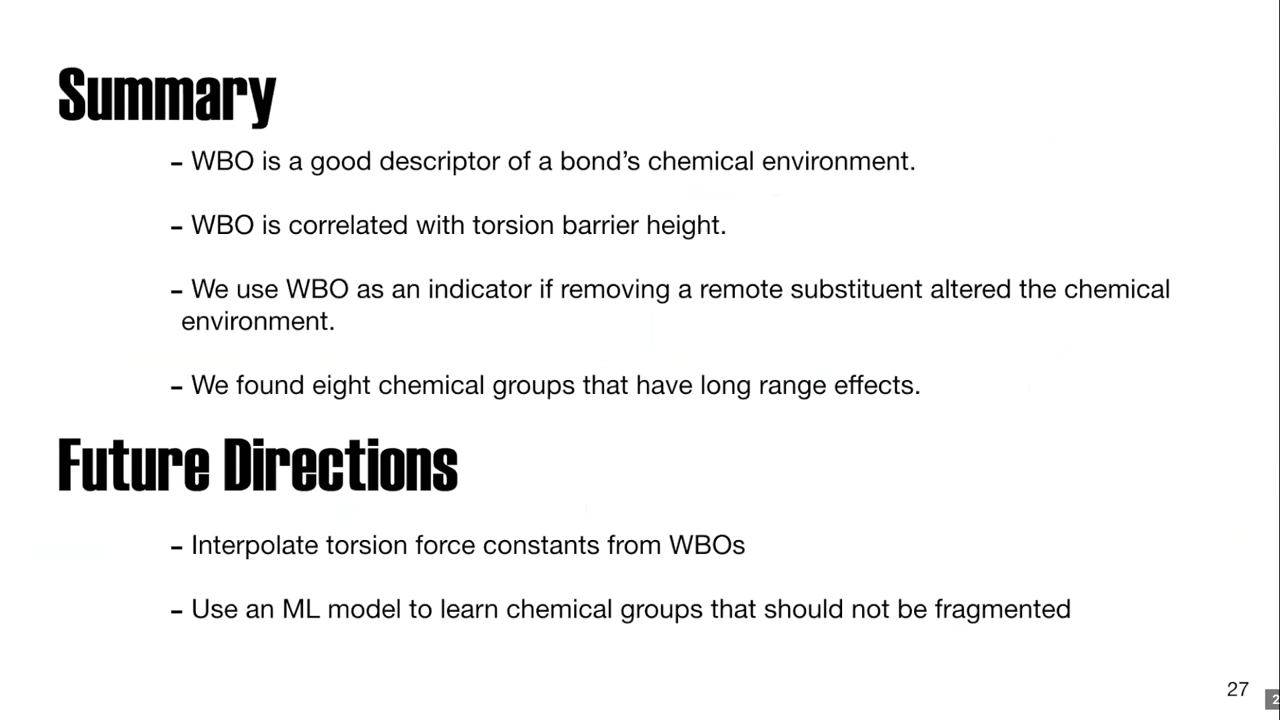 Summary
– WBO is a good descriptor of a bond’s chemical environment.
– WBO is correlated with torsion barrier height.
– We use WBO as an indicator if removing a remote substituent altered the chemical
environment.
– We found eight chemical groups that have long range effects.
Future Directions
– Interpolate torsion force constants from WBOs
– Use an ML model to learn chemical groups that should not be fragmented
27
2